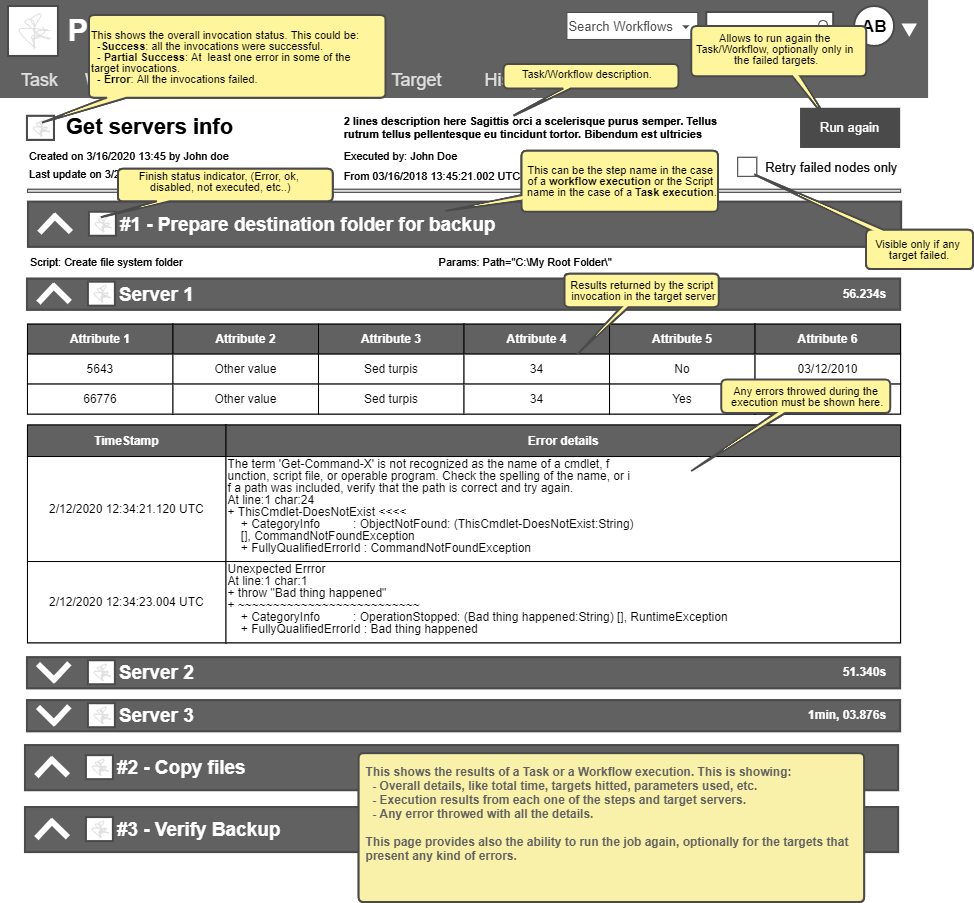 P
Search Workflows
AB
Task
Target
Hi
This shows the overall invocation status. This could be:
-Success: all the invocations were successful.
- Partial Success: At least one error in some of the
target invocations.
- Error: All the invocations failed.
Task/Workflow description.
Allows to run again the
Task/Workflow, optionally only in
the failed targets.
Get servers info
2 lines description here Sagittis orci a scelerisque purus semper. Tellus
rutrum tellus pellentesque eu tincidunt tortor. Bibendum est ultricies
Run again
Created on 3/16/2020 13:45 by John doe
Executed by: John Doe
Last update on 3/2
From 03/16/2018 13:45:21.002 UTC
Retry failed nodes only
Finish status indicator, (Error, ok,
disabled, not executed, etc..)
This can be the step name in the case
of a workflow execution or the Script
name in the case of a Task execution.
#1 - Prepare destination folder for backup
Visible only if any
target failed.
Script: Create file system folder
Params: Path="C:\My Root Folder\"
Server 1
56.234s
Results returned by the script
invocation in the target server
Attribute 1 Attribute 2 Attribute 3 Attribute 4 Attribute 5 Attribute 6
5643 Other value Sed turpis 34 No 03/12/2010
66776 Other value Sed turpis 34 Yes
Any errors throwed during the
execution must be shown here.
TimeStamp Error details
2/12/2020 12:34:21.120 UTC
The term 'Get-Command-X' is not recognized as the name of a cmdlet, f
unction, script file, or operable program. Check the spelling of the name, or i
f a path was included, verify that the path is correct and try again.
At line:1 char:24
+ ThisCmdlet-DoesNotExist <<<<
+ CategoryInfo : ObjectNotFound: (ThisCmdlet-DoesNotExist:String)
[], CommandNotFoundException
+ FullyQualifiedErrorId : CommandNotFoundException
2/12/2020 12:34:23.004 UTC
Unexpected Errror
At line:1 char:1
+ throw "Bad thing happened"
+ ~~~~~~~~~~~~~~~~~~~~~~~~~~
+ CategoryInfo : OperationStopped: (Bad thing happened:String) [], RuntimeException
+ FullyQualifiedErrorId : Bad thing happened
Server 2
51.340s
Server 3
1min, 03.876s
#2 - Copy files
#3 - Verify Backup
This shows the results of a Task or a Workflow execution. This is showing:
- Overall details, like total time, targets hitted, parameters used, etc.
- Execution results from each one of the steps and target servers.
- Any error throwed with all the details.
This page provides also the ability to run the job again, optionally for the targets that
present any kind of errors.